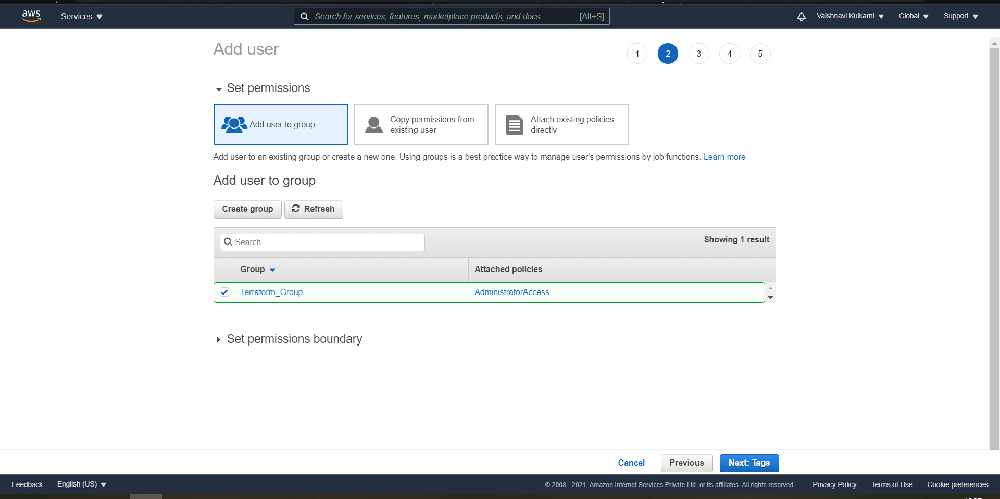 aws
Services
Search for services, features, marketplace products, and docs
[Alt+S]
Vaishnavi Kulkarni
Global
Support
Add user
1
2
3
4
5
Set permissions
Add user to group
Copy permissions from
existing user
Attach existing policies
directly
Add user to an existing group or create a new one. Using groups is a best-practice way to manage user's permissions by job functions. Learn more
Add user to group
Create group
Refresh
Search
Showing 1 result
Group
Attached policies
Terraform_Group
AdministratorAccess
Set permissions boundary
Cancel
Previous
Next: Tags
Feedback
English (US)
© 2008 - 2021, Amazon Internet Services Private Ltd. or its affiliates. All rights reserved.
Privacy Policy
Terms of Use
Cookie preferences